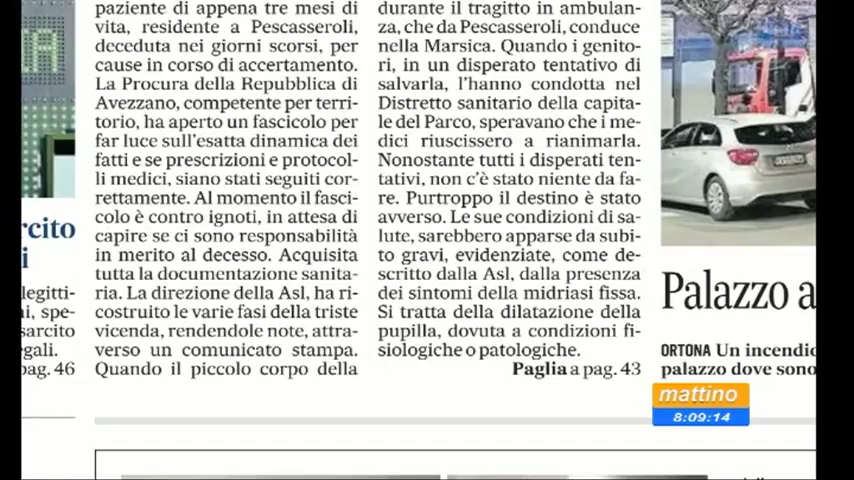 paziente di appena tre mesi di
vita, residente a Pescasseroli,
deceduta nei giorni scorsi, per
cause in corso di accertamento.
La Procura della Repubblica di
Avezzano, competente per terri-
torio, ha aperto un fascicolo per
far luce sull'esatta dinamica dei
fatti e se prescrizioni e protocol-
li medici, siano stati seguiti cor-
rettamente. Al momento il fasci-
colo è contro ignoti, in attesa di
capire se ci sono responsabilità
in merito al decesso. Acquisita
tutta la documentazione sanita-
ria. La direzione della Asl, ha ri-
costruito le varie fasi della triste
vicenda, rendendole note, attra-
verso un comunicato stampa.
Quando il piccolo corpo della
durante il tragitto in ambulan-
za, che da Pescasseroli, conduce
nella Marsica. Quando i genito-
ri, in un disperato tentativo di
salvarla, l'hanno condotta nel
Distretto sanitario della capita-
le del Parco, speravano che i me-
dici riuscissero a rianimarla.
Nonostante tutti i disperati ten-
tativi, non c'è stato niente da fa-
re. Purtroppo il destino è stato
avverso. Le sue condizioni di sa-
lute, sarebbero apparse da subi-
to gravi, evidenziate, come de-
scritto dalla Asl, dalla presenza
dei sintomi della midriasi fissa.
Si tratta della dilatazione della
pupilla, dovuta a condizioni fi-
siologiche o patologiche.
Paglia a pag. 43
rcito
i
legitti-
ni, spe-
sarcito
egali.
pag. 46
Palazzo a
ORTONA Un incendio
palazzo dove sono
mattino
8:09:14